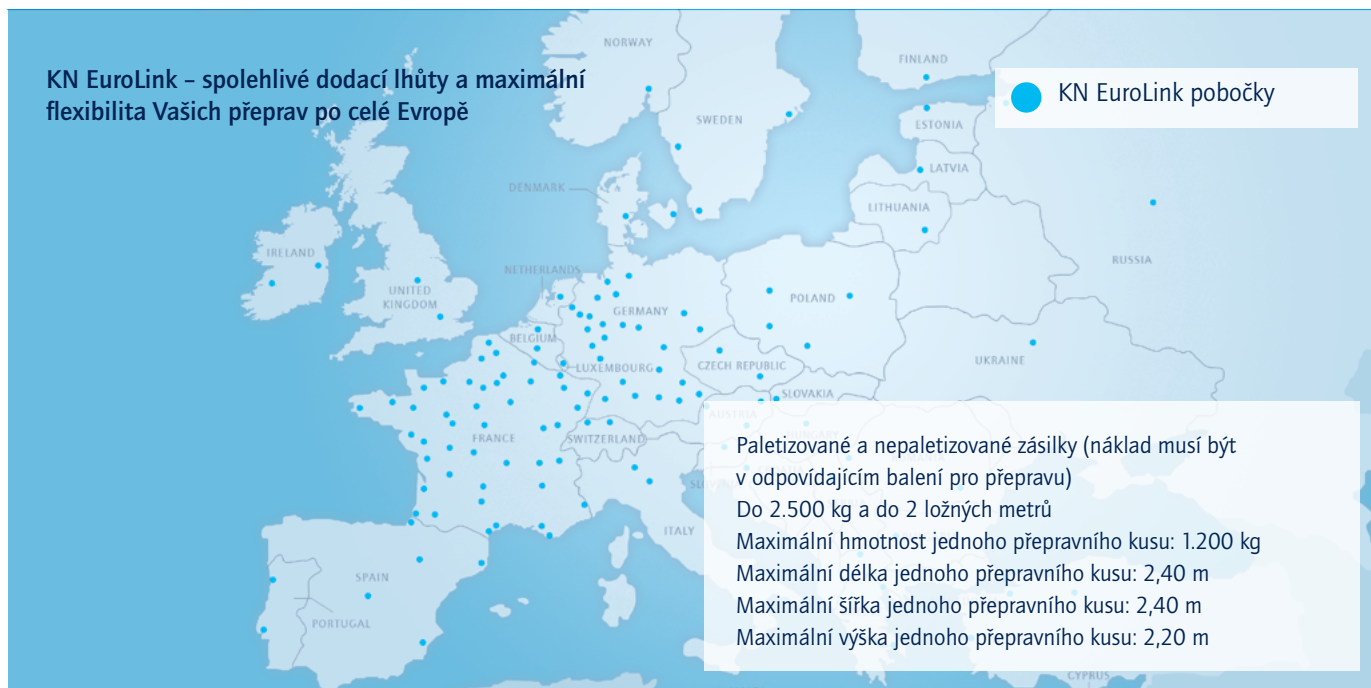 KN EuroLink – spolehlivé dodací lhůty a maximální
flexibilita Vašich přeprav po celé Evropě
KN EuroLink pobočky
NORWAY
FINLAND
SWEDEN
ESTONIA
LATVIA
DENMARK
LITHUANIA
IRELAND
RUSSIA
NETHERLANDS
UNITED
KINGDOM
POLAND
GERMANY
BELGIUM
UKRAINE
LUXEMBOURG
CZECH REPUBLIC
SLOVAKIA
AUSTRIA
FRANCE
SWITZERLAND
ITALY
SPAIN
PORTUGAL
CYPRUS
Paletizované a nepaletizované zásilky (náklad musí být
v odpovídajícím balení pro přepravu)
Do 2.500 kg a do 2 ložných metrů
Maximální hmotnost jednoho přepravního kusu: 1.200 kg
Maximální délka jednoho přepravního kusu: 2,40 m
Maximální šířka jednoho přepravního kusu: 2,40 m
Maximální výška jednoho přepravního kusu: 2,20 m